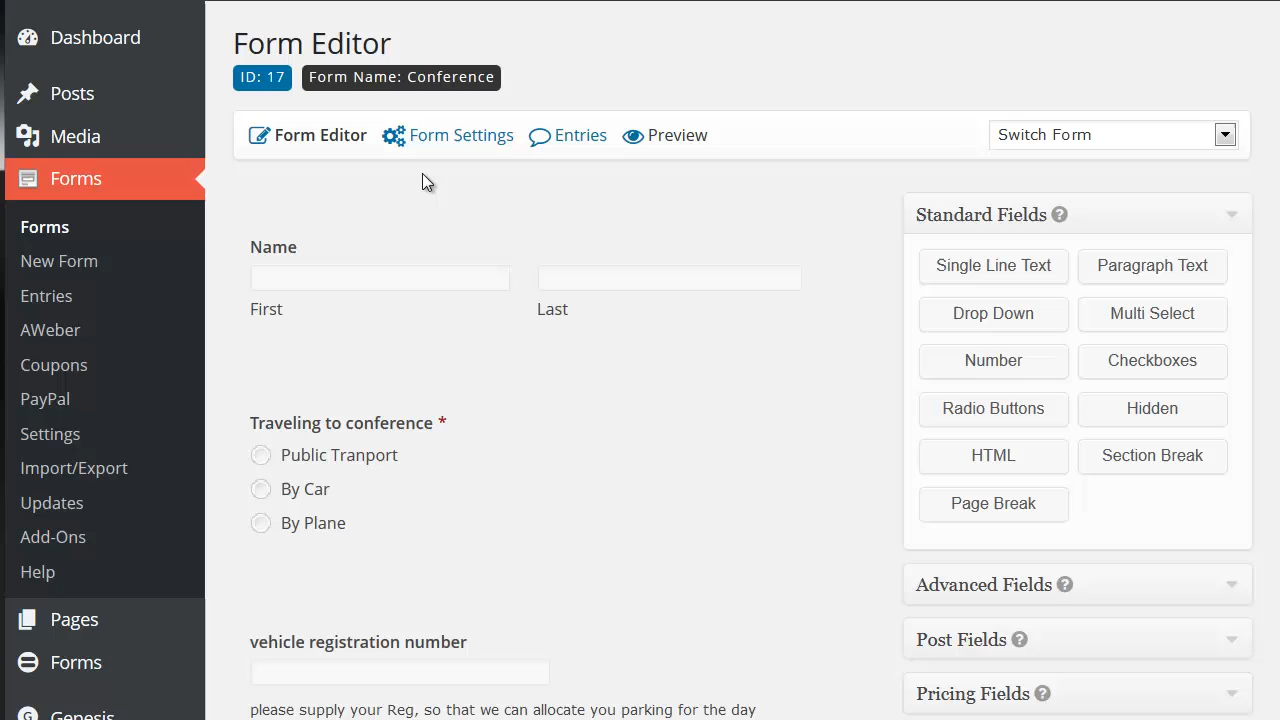 Dashboard
Posts
Media
Forms
Forms
New Form
Entries
AWeber
Coupons
PayPal
Settings
Import/Export
Updates
Add-Ons
Help
Pages
Forms
Genesis
Form Editor
ID: 17 Form Name: Conference
Form Editor Form Settings Entries Preview Switch Form
Name
First Last
Traveling to conference *
Public Tranport
By Car
By Plane
vehicle registration number
please supply your Reg, so that we can allocate you parking for the day
Standard Fields ?
Single Line Text Paragraph Text
Drop Down Multi Select
Number Checkboxes
Radio Buttons Hidden
HTML Section Break
Page Break
Advanced Fields ?
Post Fields ?
Pricing Fields ?